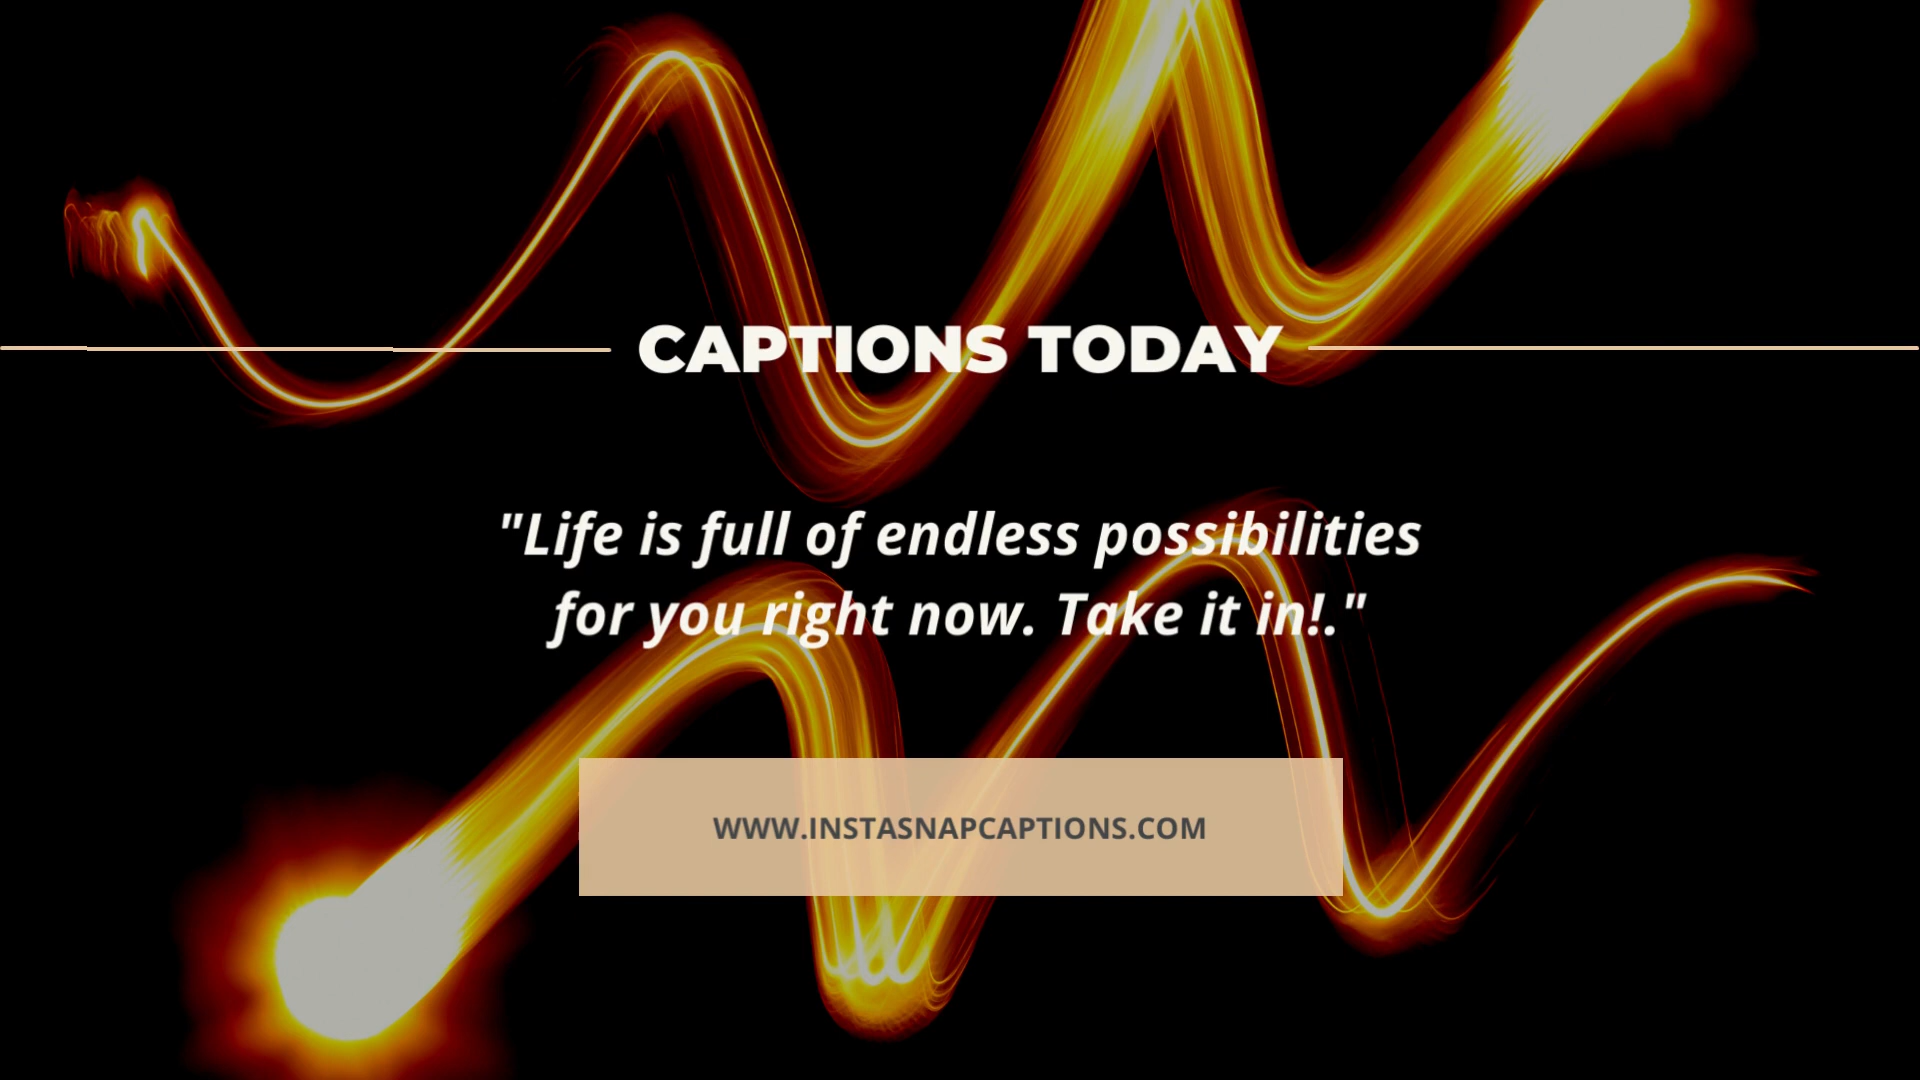 CAPTIONS TODAY
"Life is full of endless possibilities
for you right now. Take it in!."
WWW.INSTASNAPCAPTIONS.COM